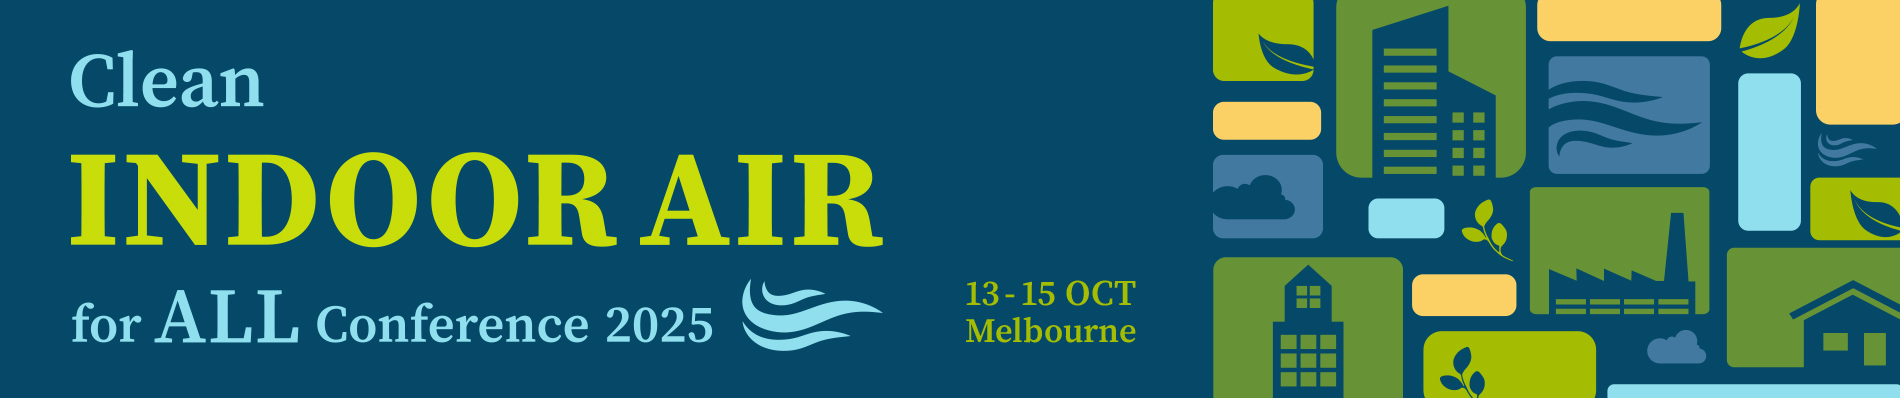 Clean
INDOOR AIR
for ALL Conference 2025
13-15 OCT
Melbourne